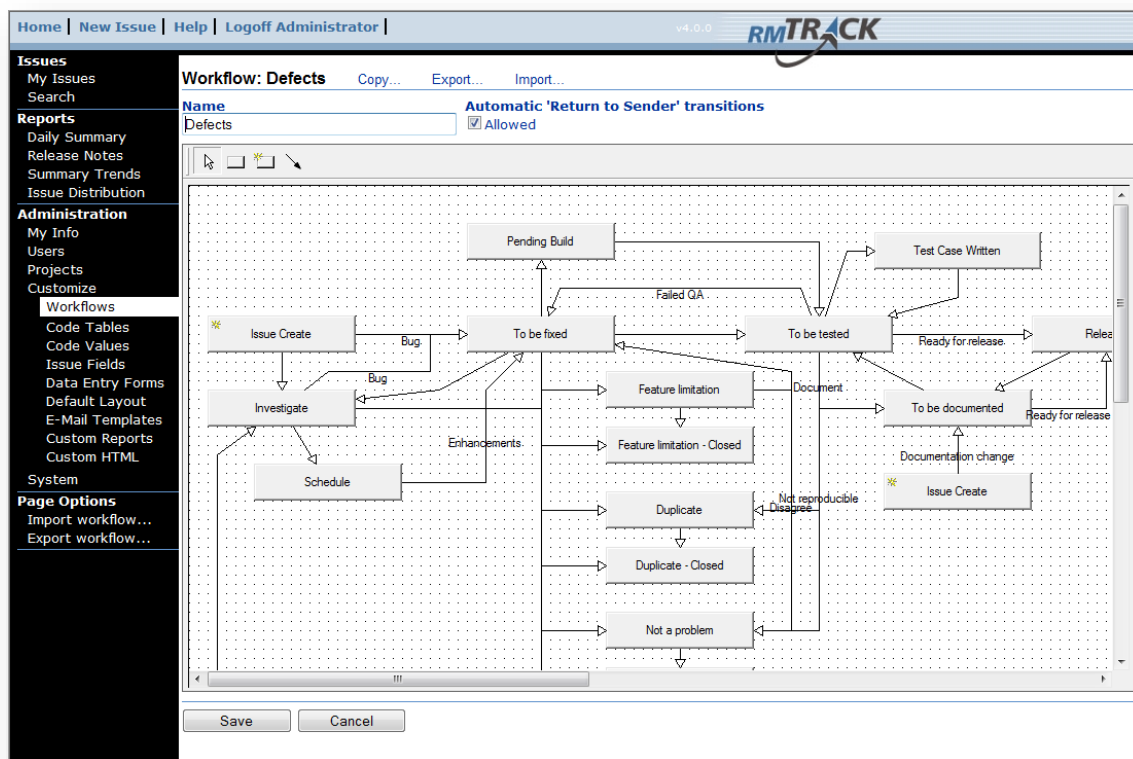 Home | New Issue | Help | Logoff Administrator |
v4.0.0
RMTRACK
Issues
My Issues
Search
Reports
Daily Summary
Release Notes
Summary Trends
Issue Distribution
Administration
My Info
Users
Projects
Customize
Workflows
Code Tables
Code Values
Issue Fields
Data Entry Forms
Default Layout
E-Mail Templates
Custom Reports
Custom HTML
System
Page Options
Import workflow...
Export workflow...
Workflow: Defects Copy... Export... Import...
Name Automatic 'Return to Sender' transitions
Defects Allowed
Pending Build
Test Case Written
Failed QA
Issue Create
Bug
To be fixed
To be tested
Ready for release
Relea
Bug
Feature limitation
Document
Investigate
To be documented
Ready for release
Enhancements
Feature limitation - Closed
Documentation change
Schedule
Issue Create
Not reproducible
Duplicate
Disagree
Duplicate - Closed
Not a problem
Save Cancel